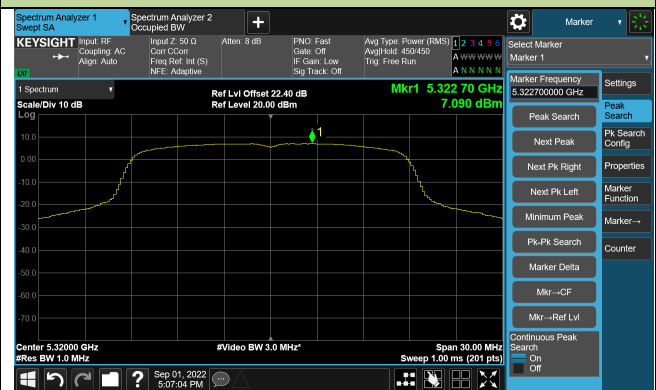 Spectrum Analyzer 1
Swept SA
Spectrum Analyzer 2
Occupied BW
+
Marker
KEYSIGHT
LXI
Input: RF
Coupling: AC
Align: Auto
Input Z: 50 Ω
Corr CCorr
Freq Ref: Int (S)
NFE: Adaptive
Atten: 8 dB
PNO: Fast
Gate: Off
IF Gain: Low
Sig Track: Off
Avg Type: Power (RMS)
Avg|Hold: 450/450
Trig: Free Run
1 2 3 4 5 6
A W W W W W
A N N N N N
1 Spectrum
Scale/Div 10 dB
Log
Ref Lvl Offset 22.40 dB
Ref Level 20.00 dBm
Mkr1 5.322 70 GHz
7.090 dBm
1
10.0
0.00
-10.0
-20.0
-30.0
-40.0
-50.0
-60.0
-70.0
Center 5.32000 GHz
#Res BW 1.0 MHz
#Video BW 3.0 MHz*
Span 30.00 MHz
Sweep 1.00 ms (201 pts)
Sep 01, 2022
5:07:04 PM
?
Select Marker
Marker 1
Marker Frequency
5.322700000 GHz
Peak Search
Next Peak
Next Pk Right
Next Pk Left
Minimum Peak
Pk-Pk Search
Marker Delta
Mkr→CF
Mkr→Ref Lvl
Continuous Peak
Search
On
Off
Settings
Peak
Search
Pk Search
Config
Properties
Marker
Function
Marker→
Counter